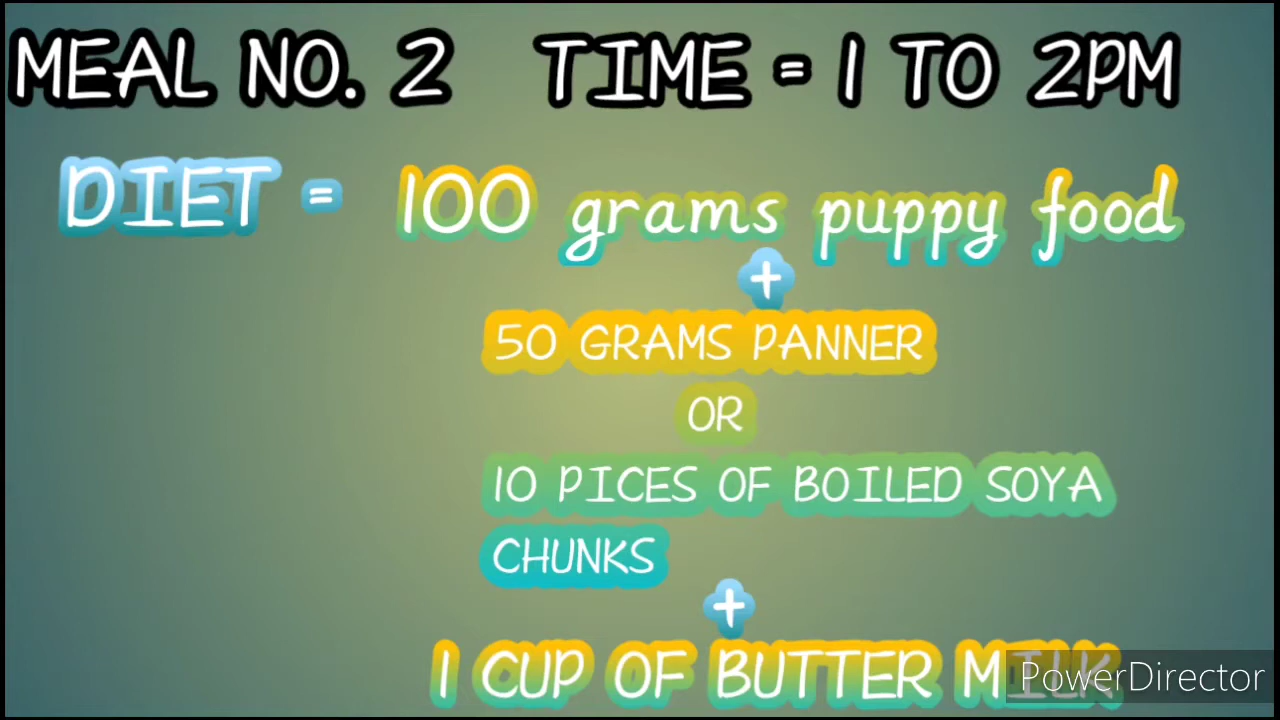 MEAL NO. 2 TIME = 1 TO 2PM
DIET = 100 grams puppy food
+
50 GRAMS PANNER
OR
10 PICES OF BOILED SOYA
CHUNKS
+
1 CUP OF BUTTER MILK
PowerDirector